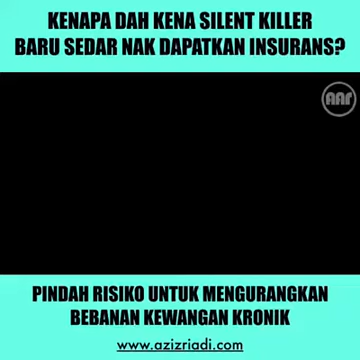 KENAPA DAH KENA SILENT KILLER
BARU SEDAR NAK DAPATKAN INSURANS?
aar
PINDAH RISIKO UNTUK MENGURANGKAN
BEBANAN KEWANGAN KRONIK
www.azizriadi.com